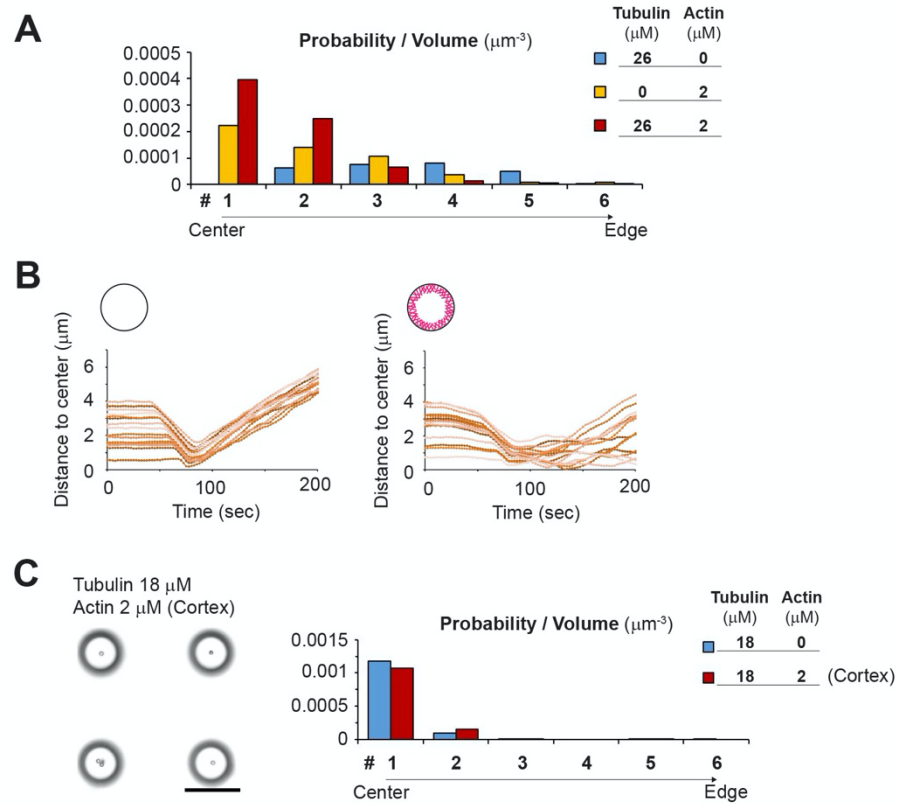 A
Probability / Volume (μm-3)
Tubulin Actin
(μM) (μM)
26 0
0 2
26 2
0.0005
0.0004
0.0003
0.0002
0.0001
0
# 1 2 3 4 5 6
Center Edge
B
Distance to center (μm)
6
4
2
0
0 100 200
Time (sec)
Distance to center (μm)
6
4
2
0
0 100 200
Time (sec)
C
Tubulin 18 μM
Actin 2 μM (Cortex)
Probability / Volume (μm-3)
Tubulin Actin
(μM) (μM)
18 0
18 2 (Cortex)
0.0015
0.001
0.0005
0
# 1 2 3 4 5 6
Center Edge